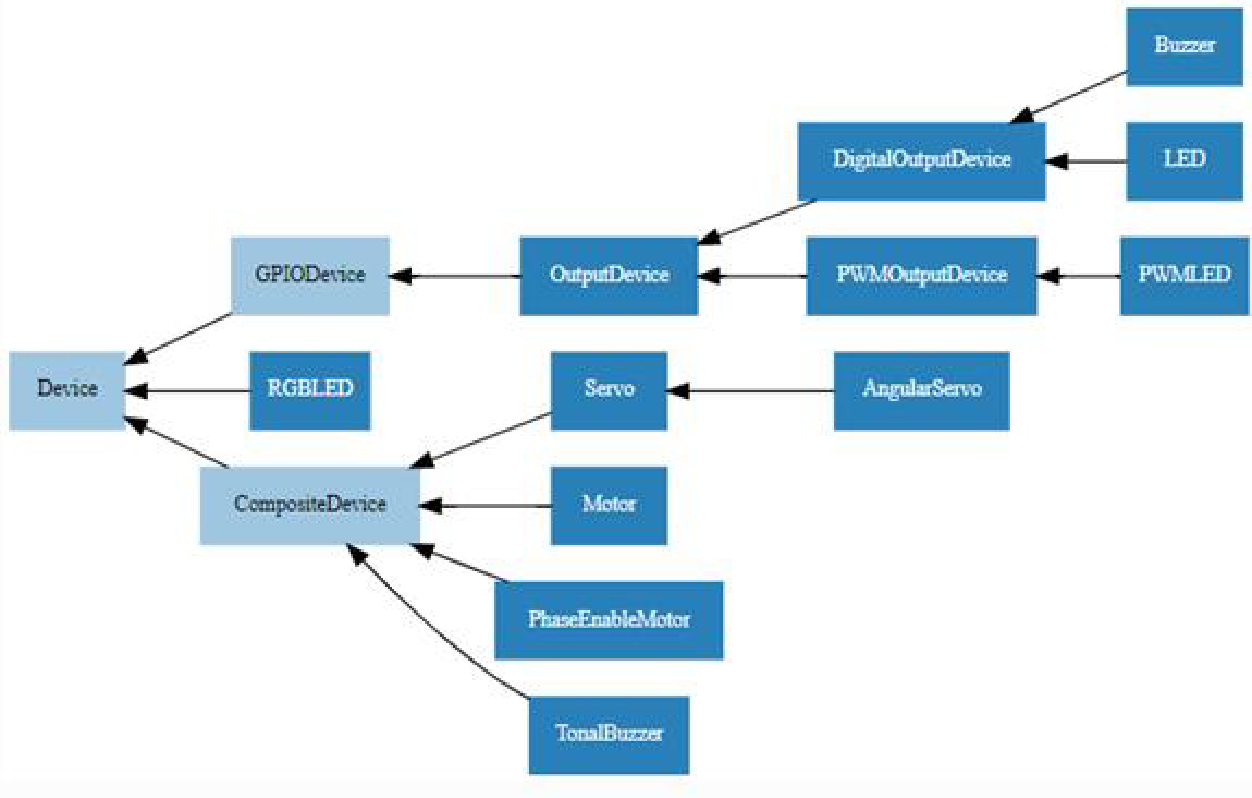 Buzzer
DigitalOutputDevice
LED
GPIODevice
OutputDevice
PWMOutputDevice
PWMLED
Device
RGBLED
Servo
AngularServo
CompositeDevice
Motor
PhaseEnableMotor
TonalBuzzer